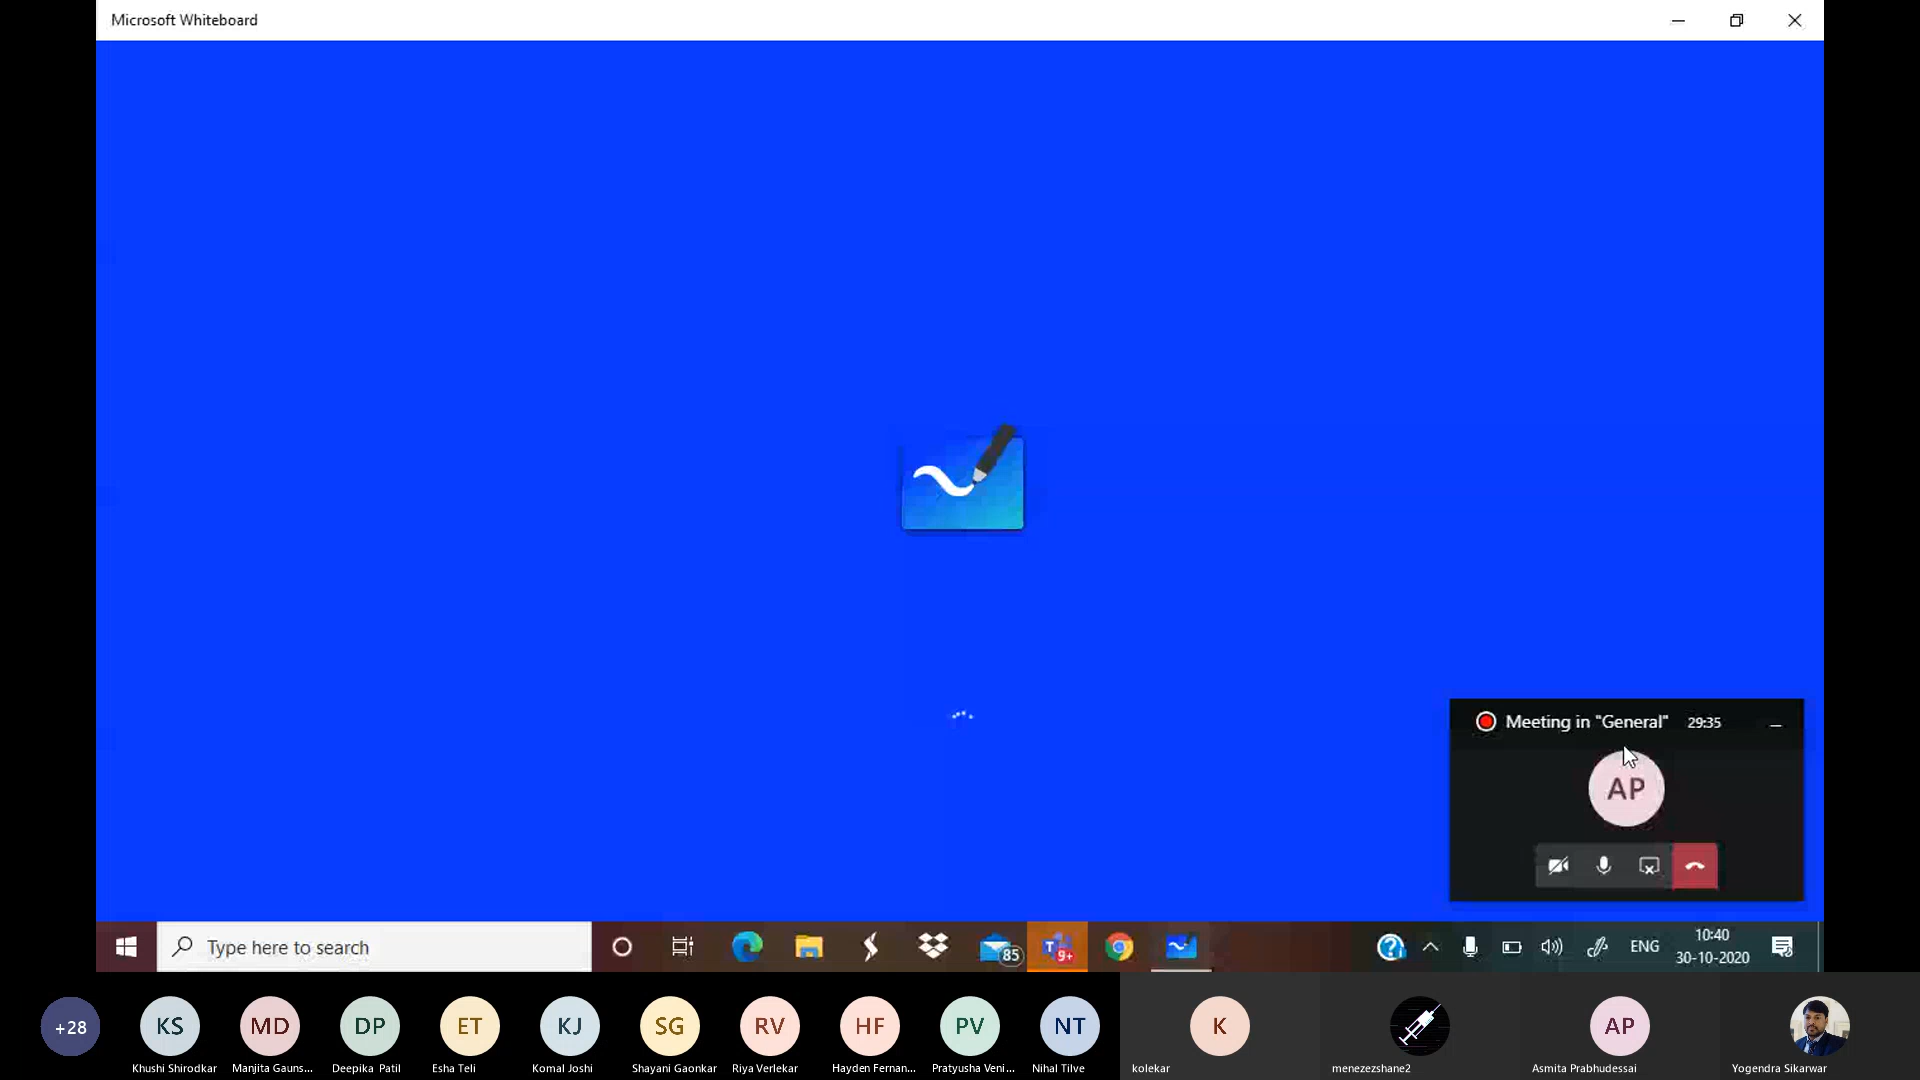 Microsoft Whiteboard
Meeting in "General" 29:35
AP
Type here to search
85
T 9+
ENG
10:40
30-10-2020
+28
KS
MD
DP
ET
KJ
SG
RV
HF
PV
NT
K
AP
Khushi Shirodkar
Manjita Gauns...
Deepika Patil
Esha Teli
Komal Joshi
Shayani Gaonkar
Riya Verlekar
Hayden Fernan...
Pratyusha Veni...
Nihal Tilve
kolekar
menezezshane2
Asmita Prabhudessai
Yogendra Sikarwar